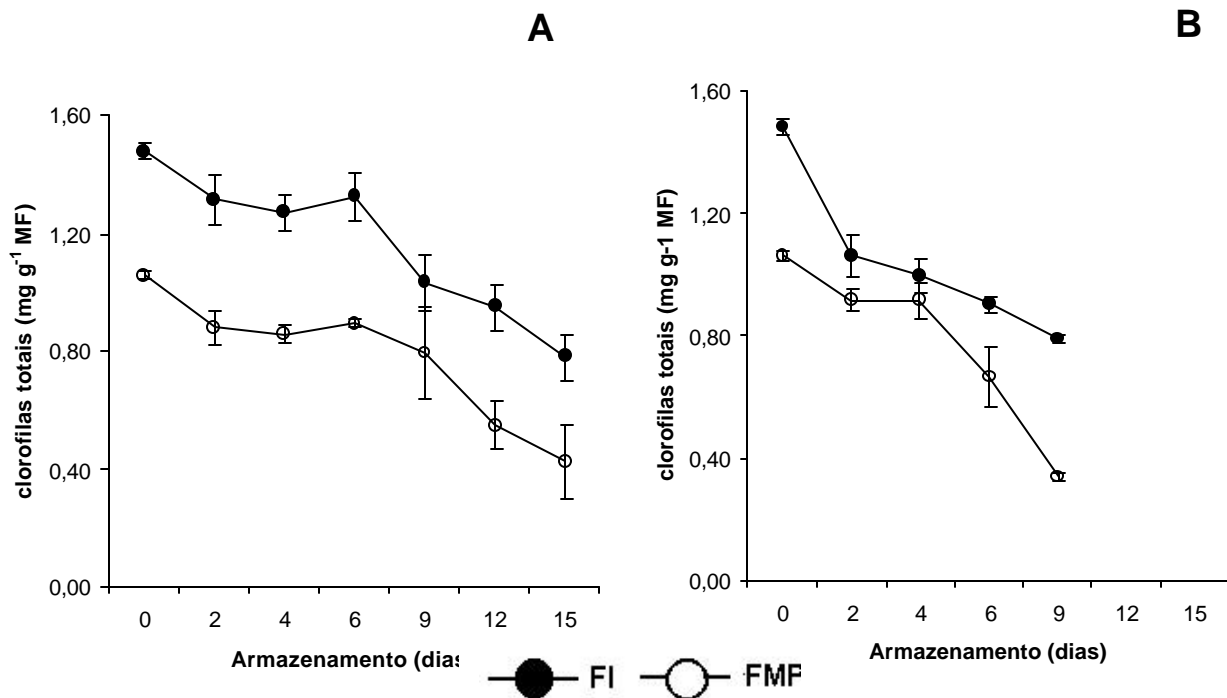 A
B
clorofilas totais (mg g-1 MF)
1,60
1,20
0,80
0,40
0,00
0 2 4 6 9 12 15
Armazenamento (dias
clorofilas totais (mg g-1 MF)
1,60
1,20
0,80
0,40
0,00
0 2 4 6 9 12 15
Armazenamento (dias)
FI
FMP